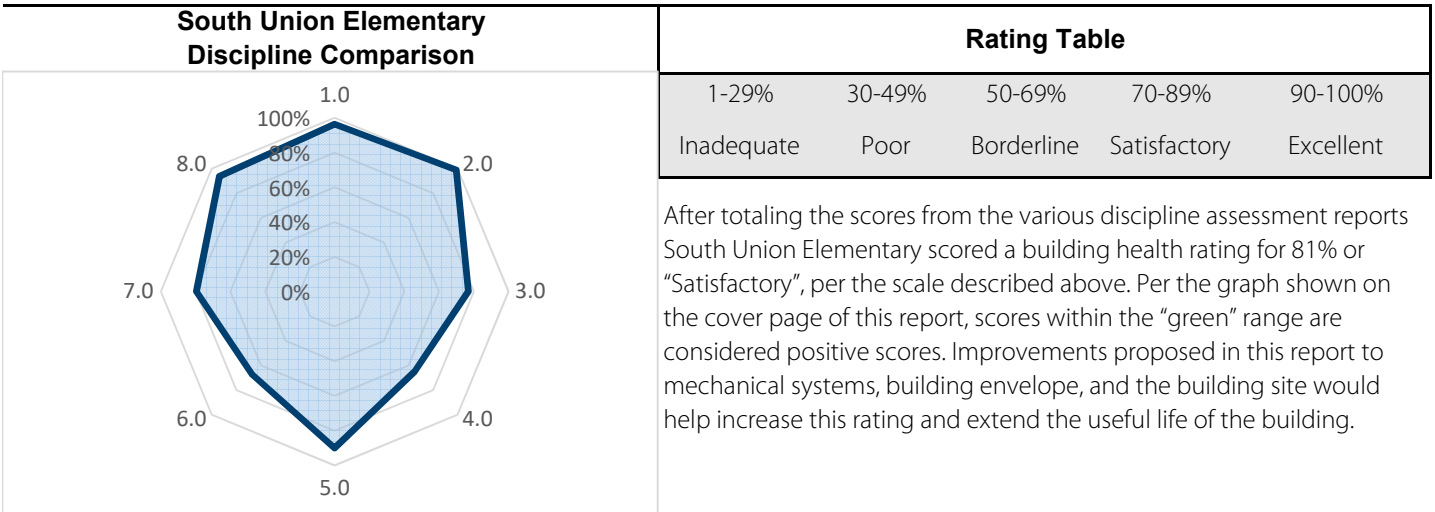 South Union Elementary
Discipline Comparison
1.0
100%
80%
60%
40%
20%
0%
2.0
3.0
4.0
5.0
6.0
7.0
8.0
Rating Table
1-29% 30-49% 50-69% 70-89% 90-100%
Inadequate Poor Borderline Satisfactory Excellent
After totaling the scores from the various discipline assessment reports
South Union Elementary scored a building health rating for 81% or
“Satisfactory”, per the scale described above. Per the graph shown on
the cover page of this report, scores within the “green” range are
considered positive scores. Improvements proposed in this report to
mechanical systems, building envelope, and the building site would
help increase this rating and extend the useful life of the building.